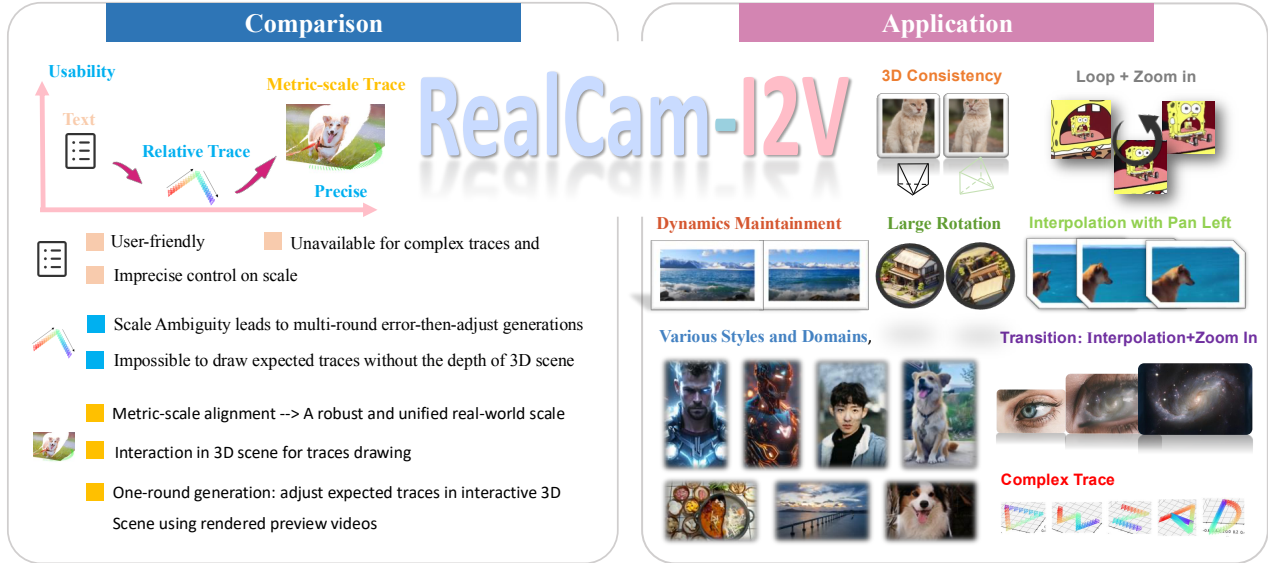 Comparison
Usability
Metric-scale Trace
Text
Relative Trace
Precise
RealCam-I2V
User-friendly
Unavailable for complex traces and
Imprecise control on scale
Scale Ambiguity leads to multi-round error-then-adjust generations
Impossible to draw expected traces without the depth of 3D scene
Metric-scale alignment --> A robust and unified real-world scale
Interaction in 3D scene for traces drawing
One-round generation: adjust expected traces in interactive 3D
Scene using rendered preview videos
Application
3D Consistency
Loop + Zoom in
Dynamics Maintainment
Large Rotation
Interpolation with Pan Left
Various Styles and Domains,
Transition: Interpolation+Zoom In
Complex Trace